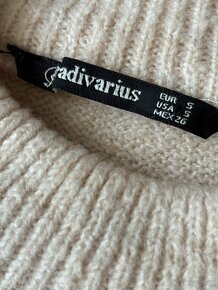 Stradivarius
EUR S
USA S
MEX 26